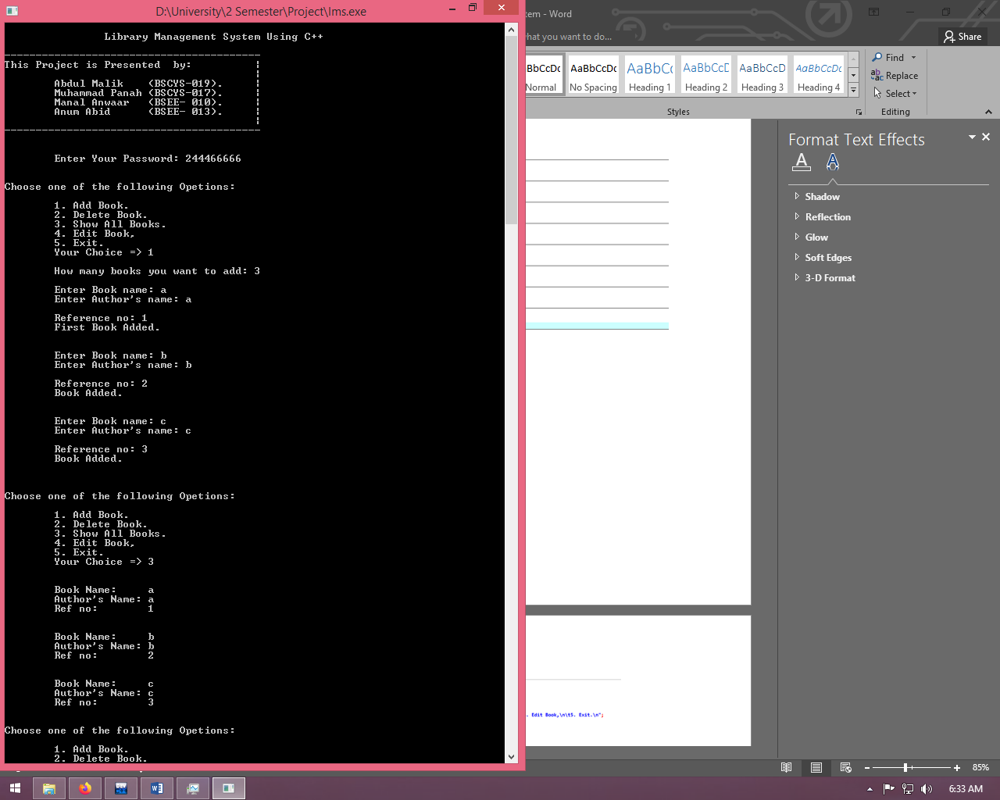 D:\University\2 Semester\Project\lms.exe
Library Management System Using C++
This Project is Presented by:
Abdul Malik (BSCYS-019).
Muhammad Panah (BSCYS-017).
Manal Anwaar (BSEE- 010).
Anum Abid (BSEE- 013).
Enter Your Password: 244466666
Choose one of the following Opetions:
1. Add Book.
2. Delete Book.
3. Show All Books.
4. Edit Book,
5. Exit.
Your Choice => 1
How many books you want to add: 3
Enter Book name: a
Enter Author's name: a
Reference no: 1
First Book Added.
Enter Book name: b
Enter Author's name: b
Reference no: 2
Book Added.
Enter Book name: c
Enter Author's name: c
Reference no: 3
Book Added.
Choose one of the following Opetions:
1. Add Book.
2. Delete Book.
3. Show All Books.
4. Edit Book,
5. Exit.
Your Choice => 3
Book Name: a
Author's Name: a
Ref no: 1
Book Name: b
Author's Name: b
Ref no: 2
Book Name: c
Author's Name: c
Ref no: 3
Choose one of the following Opetions:
1. Add Book.
2. Delete Book.
- Word
what you want to do...
Share
AaBbCcDc AaBbCcD AaBbCcD AaBbCcD
Normal No Spacing Heading 1 Heading 2 Heading 3 Heading 4
Styles
Find
Replace
Select
Editing
Format Text Effects
Shadow
Reflection
Glow
Soft Edges
3-D Format
. Edit Book,\n\t5. Exit.\n";
85%
6:33 AM